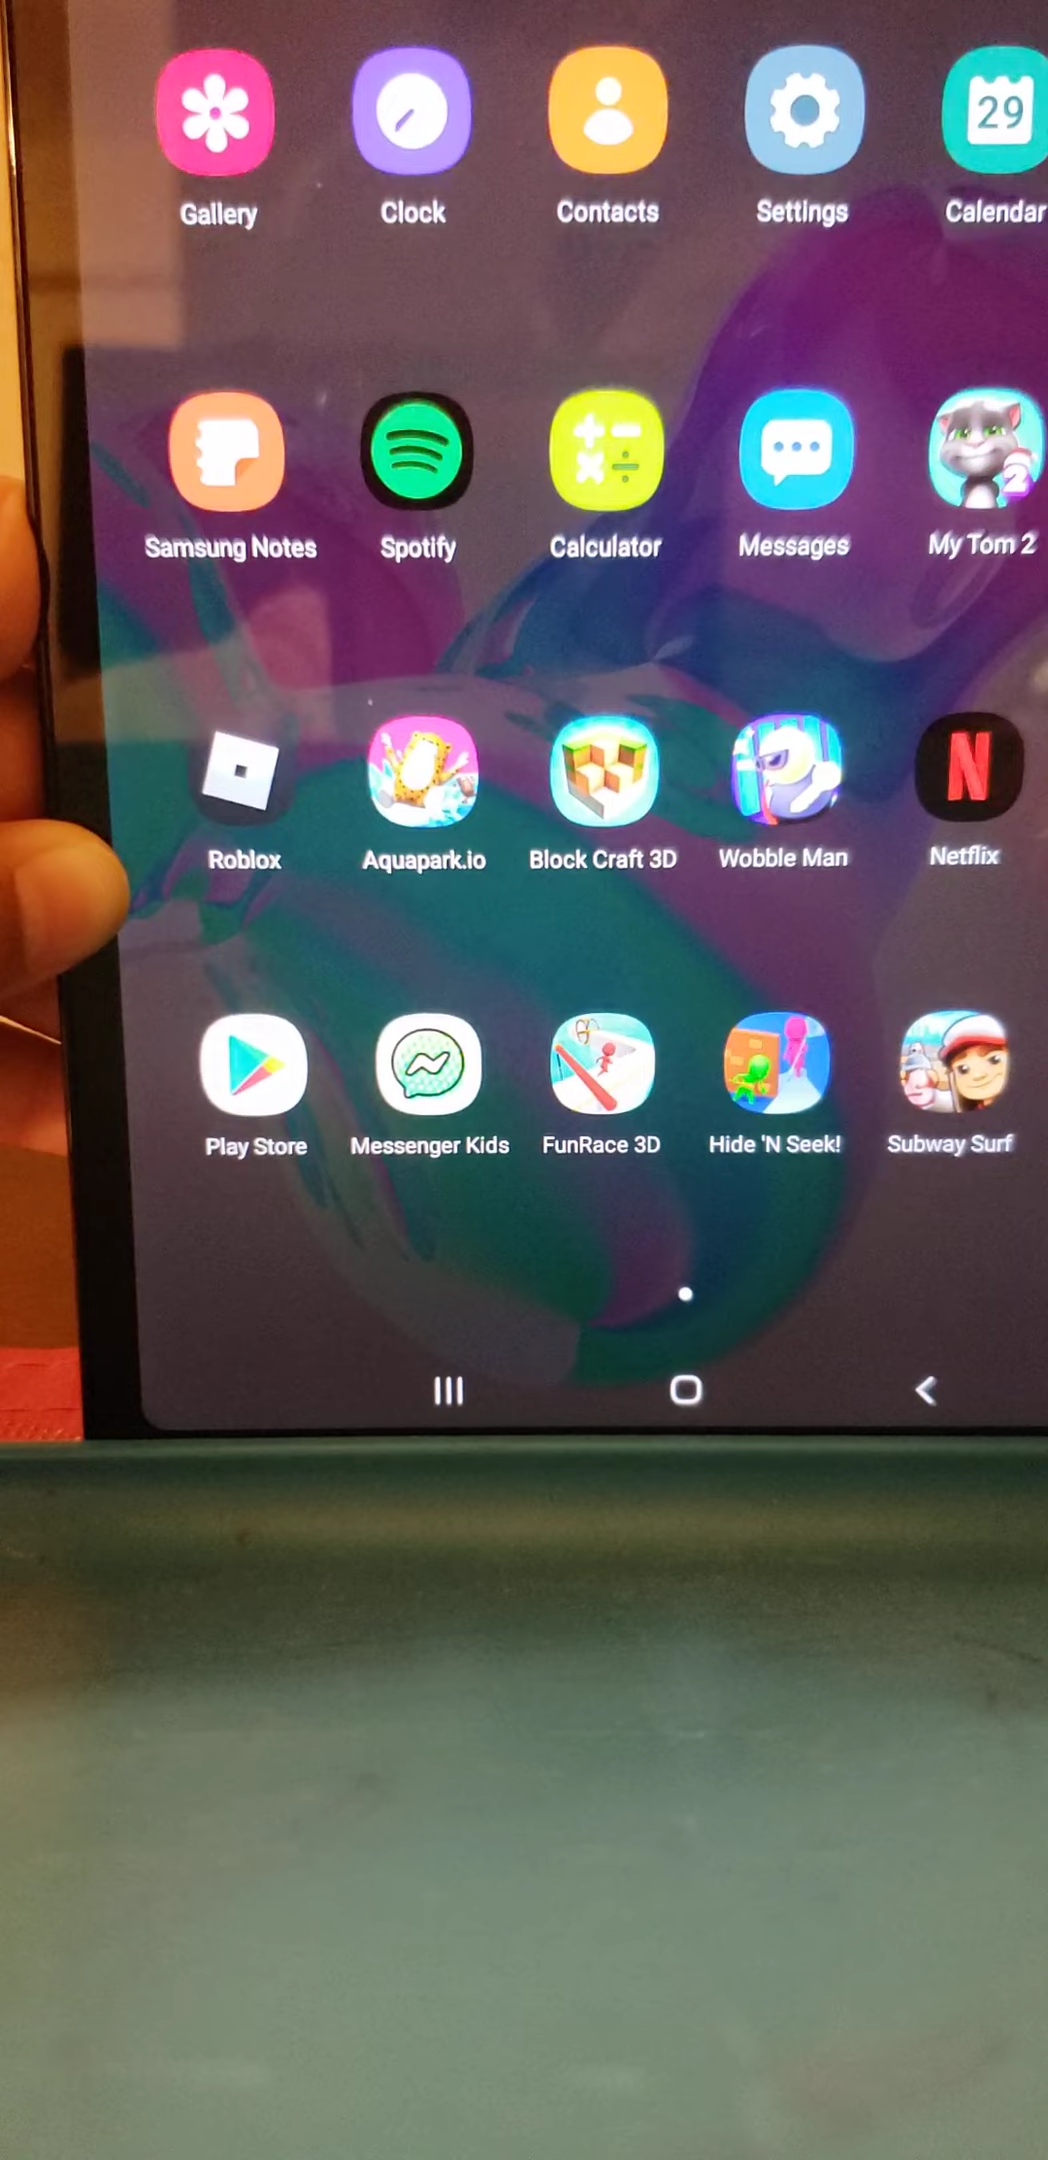 29
Gallery Clock Contacts Settings Calendar
2
Samsung Notes Spotify Calculator Messages My Tom 2
N
Roblox Aquapark.io Block Craft 3D Wobble Man Netflix
Play Store Messenger Kids FunRace 3D Hide 'N Seek! Subway Surf